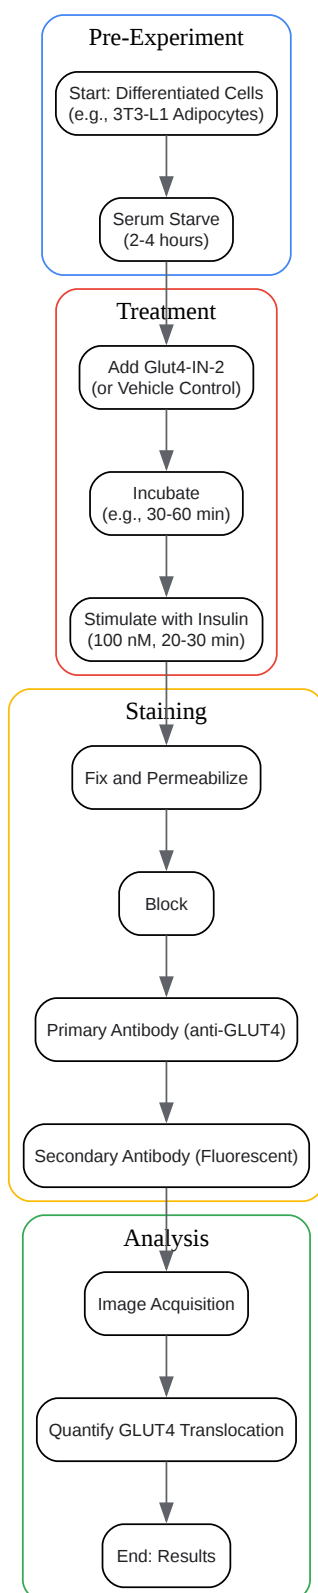 Pre-Experiment
Start: Differentiated Cells
(e.g., 3T3-L1 Adipocytes)
Serum Starve
(2-4 hours)
Treatment
Add Glut4-IN-2
(or Vehicle Control)
Incubate
(e.g., 30-60 min)
Stimulate with Insulin
(100 nM, 20-30 min)
Staining
Fix and Permeabilize
Block
Primary Antibody (anti-GLUT4)
Secondary Antibody (Fluorescent)
Analysis
Image Acquisition
Quantify GLUT4 Translocation
End: Results